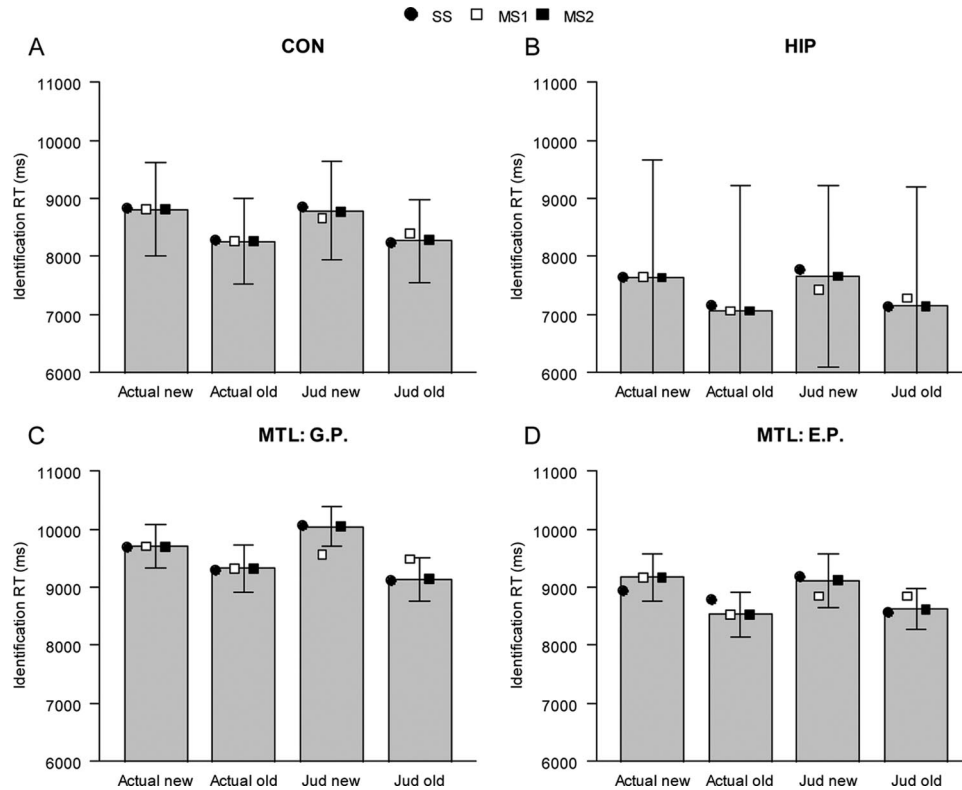 SS MS1 MS2
A CON
Identification RT (ms)
11000
10000
9000
8000
7000
6000
Actual new Actual old Jud new Jud old
B HIP
Identification RT (ms)
11000
10000
9000
8000
7000
6000
Actual new Actual old Jud new Jud old
C MTL: G.P.
Identification RT (ms)
11000
10000
9000
8000
7000
6000
Actual new Actual old Jud new Jud old
D MTL: E.P.
Identification RT (ms)
11000
10000
9000
8000
7000
6000
Actual new Actual old Jud new Jud old